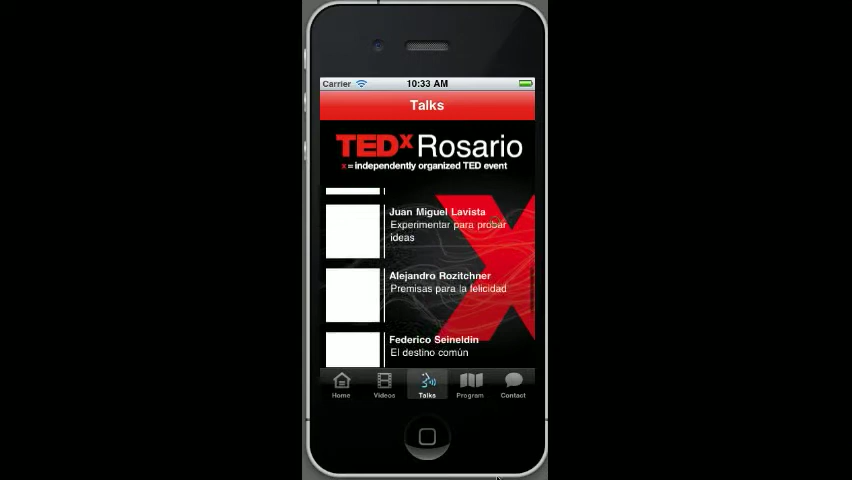 Carrier 10:33 AM
Talks
TEDx Rosario
x = independently organized TED event
Juan Miguel Lavista
Experimentar para probar
ideas
Alejandro Rozitchner
Premisas para la felicidad
Federico Seineldin
El destino común
Home Videos Talks Program Contact